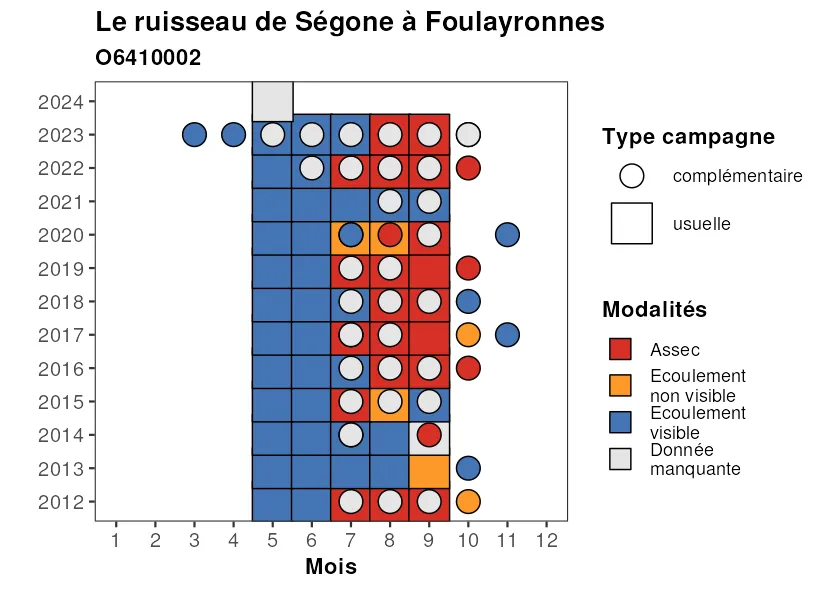 Le ruisseau de Ségone à Foulayronnes
O6410002
2024
2023
2022
2021
2020
2019
2018
2017
2016
2015
2014
2013
2012
1 2 3 4 5 6 7 8 9 10 11 12
Mois
Type campagne
complémentaire
usuelle
Modalités
Assec
Ecoulement
non visible
Ecoulement
visible
Donnée
manquante